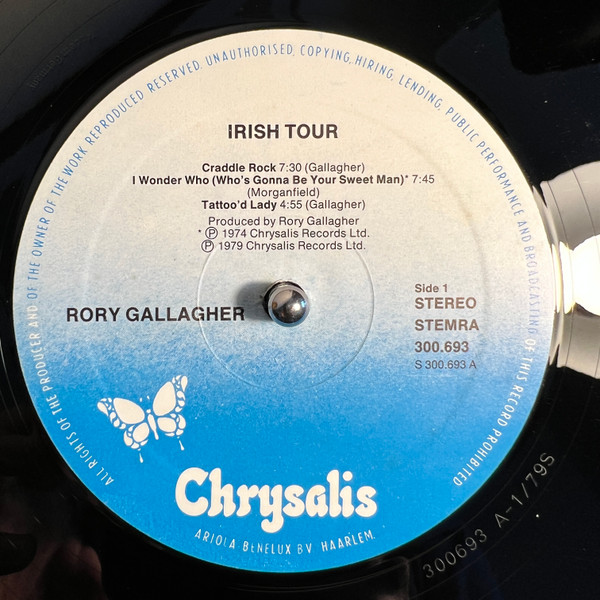 IRISH TOUR
Craddle Rock 7:30 (Gallagher)
I Wonder Who (Who's Gonna Be Your Sweet Man)* 7:45
(Morganfield)
Tattoo'd Lady 4:55 (Gallagher)
Produced by Rory Gallagher
* ℗ 1974 Chrysalis Records Ltd.
℗ 1979 Chrysalis Records Ltd.
RORY GALLAGHER
Side 1
STEREO
STEMRA
300.693
S 300.693 A
Chrysalis
ARIOLA BENELUX BV HAARLEM.
ALL RIGHTS OF THE PRODUCER AND OF THE OWNER OF THE WORK REPRODUCED RESERVED. UNAUTHORISED, COPYING, HIRING, LENDING, PUBLIC PERFORMANCE AND BROADCASTING OF THIS RECORD PROHIBITED
300693 A-1/79S